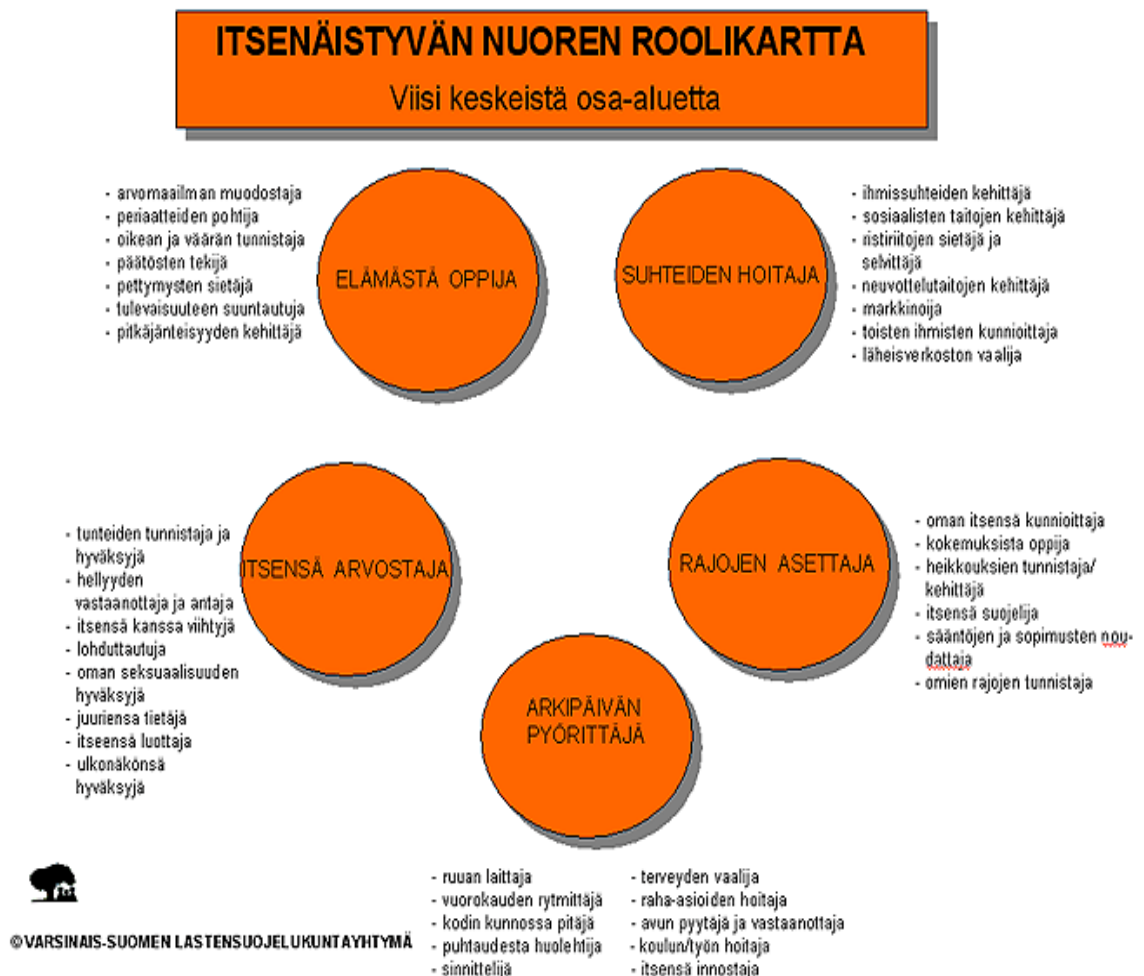 ITSENÄISTYVÄN NUOREN ROOLIKARTTA
Viisi keskeistä osa-aluetta
ELÄMÄSTÄ OPPIJA
- arvomaailman muodostaja
- periaatteiden pohtija
- oikean ja väärän tunnistaja
- päätösten tekijä
- pettymysten sietäjä
- tulevaisuuteen suuntautuja
- pitkäjänteisyyden kehittäjä
SUHTEIDEN HOITAJA
- ihmissuhteiden kehittäjä
- sosiaalisten taitojen kehittäjä
- ristiriitojen sietäjä ja
selvittäjä
- neuvottelutaitojen kehittäjä
- markkinoija
- toisten ihmisten kunnioittaja
- läheisverkoston vaalija
ITSENSÄ ARVOSTAJA
- tunteiden tunnistaja ja
hyväksyjä
- hellyyden
vastaanottaja ja antaja
- itsensä kanssa viihtyjä
- lohduttautuja
- oman seksuaalisuuden
hyväksyjä
- juuriensa tietäjä
- itseensä luottaja
- ulkonäkönsä
hyväksyjä
RAJOJEN ASETTAJA
- oman itsensä kunnioittaja
- kokemuksista oppija
- heikkouksien tunnistaja/
kehittäjä
- itsensä suojelija
- sääntöjen ja sopimusten nou-
dattaja
- omien rajojen tunnistaja
ARKIPÄIVÄN
PYÖRITTÄJÄ
- ruuan laittaja
- vuorokauden rytmittäjä
- kodin kunnossa pitäjä
- puhtaudesta huolehtija
- sinnittelijä
- terveyden vaalija
- raha-asioiden hoitaja
- avun pyytäjä ja vastaanottaja
- koulun/työn hoitaja
- itsensä innostaja
©VARSINAIS-SUOMEN LASTENSUOJELUKUNTAYHTYMÄ